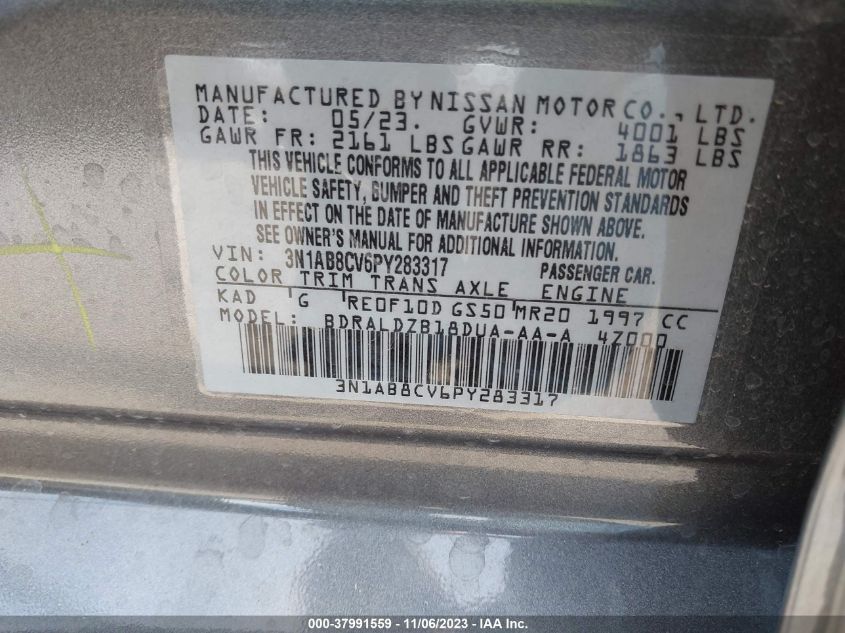 MANUFACTURED BY NISSAN MOTOR CO., LTD.
DATE: 05/23. GVWR: 4001 LBS
GAWR FR: 2161 LBS GAWR RR: 1863 LBS
THIS VEHICLE CONFORMS TO ALL APPLICABLE FEDERAL MOTOR
VEHICLE SAFETY, BUMPER AND THEFT PREVENTION STANDARDS
IN EFFECT ON THE DATE OF MANUFACTURE SHOWN ABOVE.
SEE OWNER'S MANUAL FOR ADDITIONAL INFORMATION.
VIN: 3N1AB8CV6PY283317 PASSENGER CAR.
COLOR TRIM TRANS AXLE ENGINE
KAD G RE0F10D GS50 MR20 1997 CC
MODEL: BDRALDZB18DUA-AA-A 4Z000
3N1AB8CV6PY283317
000-37991559 - 11/06/2023 - IAAI Inc.